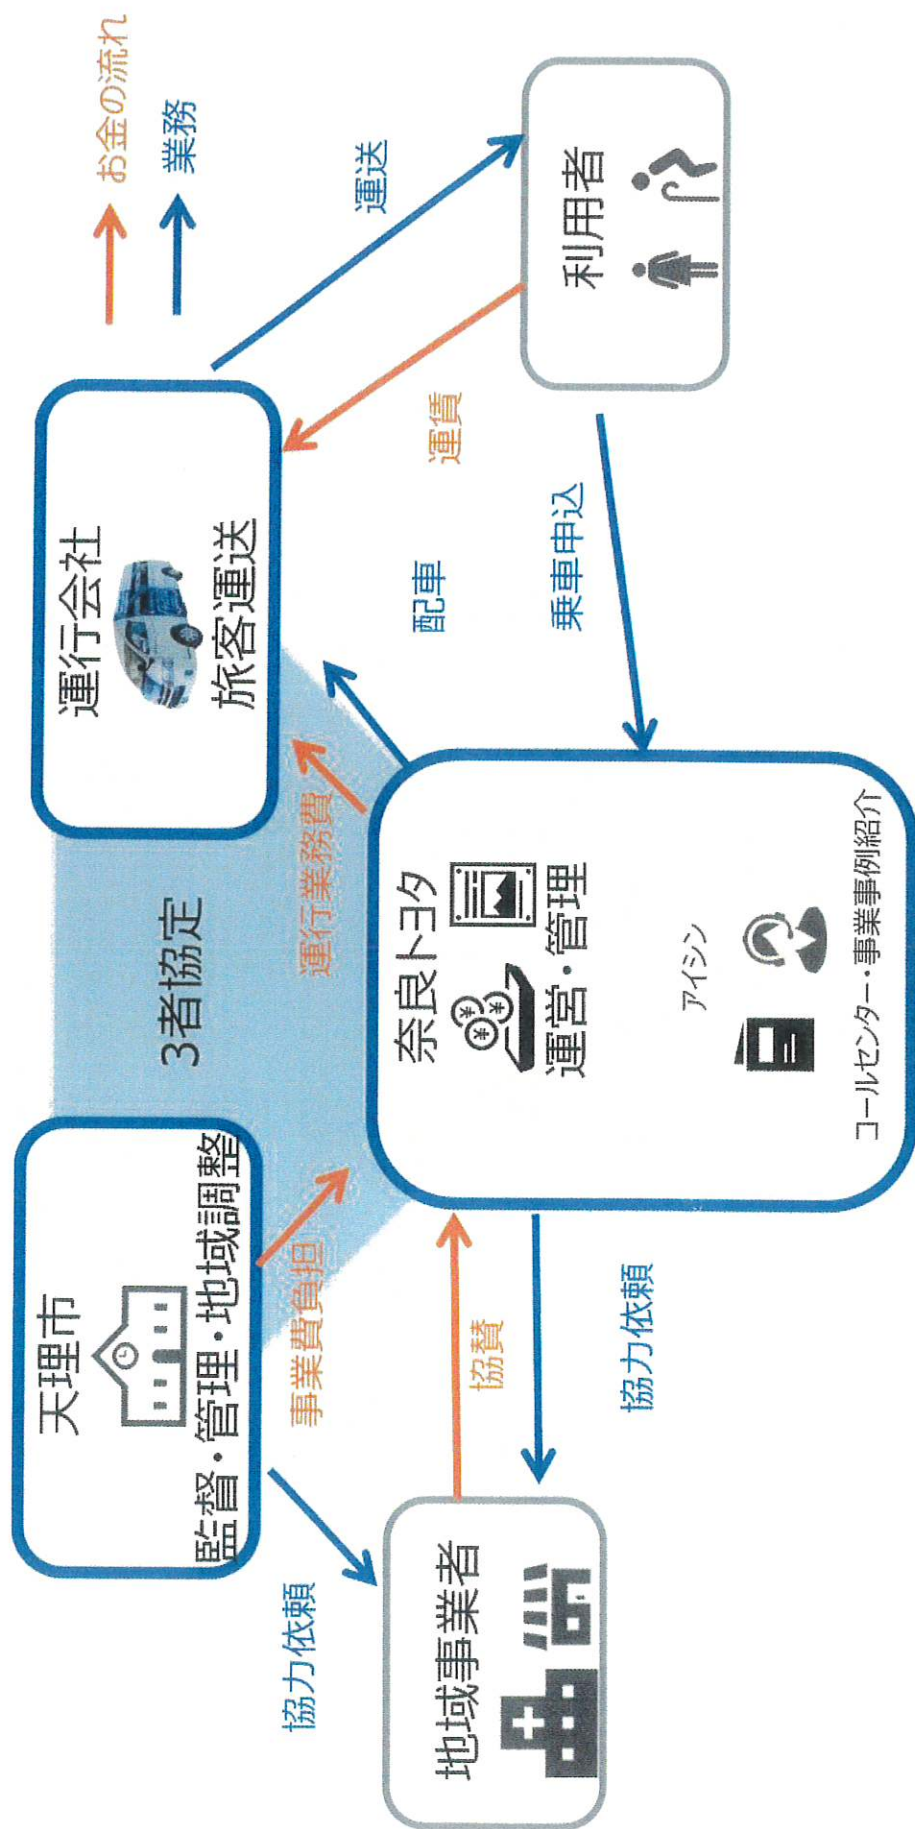 お金の流れ
業務
天理市
監督・管理・地域調整
3者協定
運行会社
旅客運送
運送
事業費負担
運行業務費
配車
運賃
利用者
協力依頼
地域事業者
協賛
協力依頼
奈良トヨタ
運営・管理
アイシン
コールセンター・事業事例紹介
乗車申込